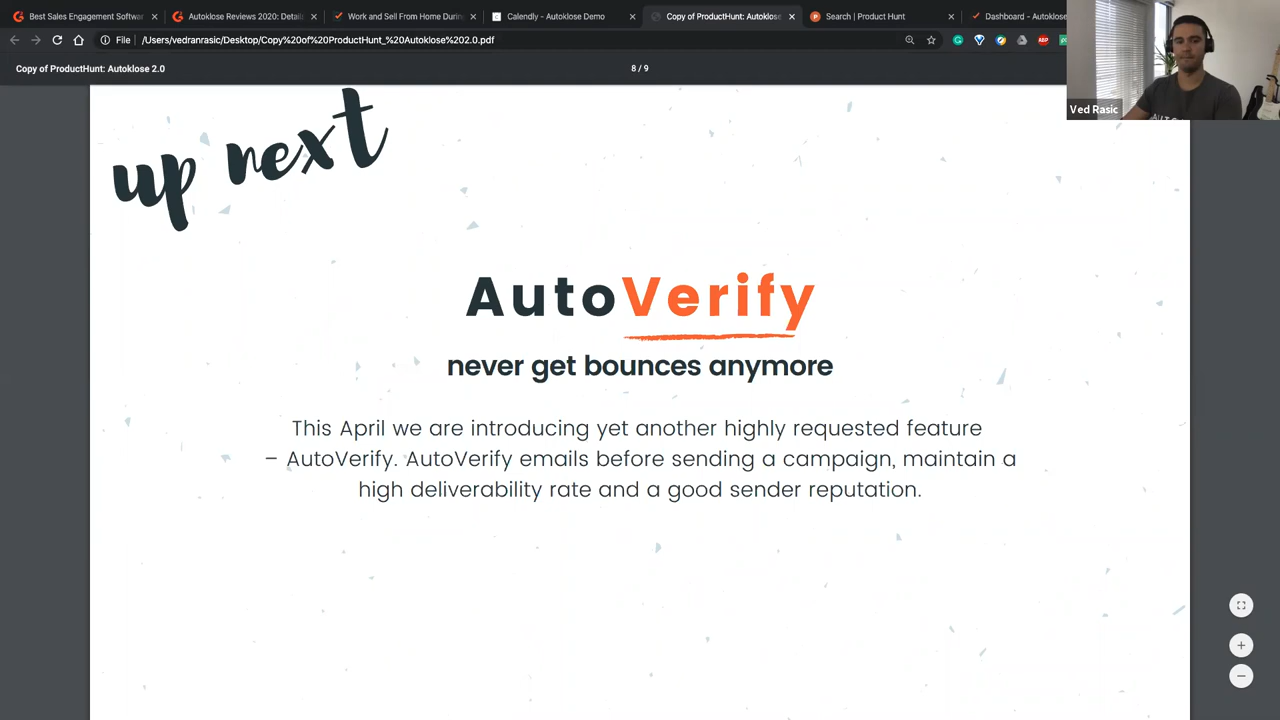 Best Sales Engagement Softwar
Autoklose Reviews 2020: Detail
Work and Sell From Home Durin
Calendly - Autoklose Demo
Copy of ProductHunt: Autoklose
Search | Product Hunt
Dashboard - Autoklose
File
/Users/vedranrasic/Desktop/Copy%20of%20ProductHunt_%20Autoklose%202.0.pdf
ABP
Copy of ProductHunt: Autoklose 2.0
8 / 9
Ved Rasic
up next
AutoVerify
never get bounces anymore
This April we are introducing yet another highly requested feature
– AutoVerify. AutoVerify emails before sending a campaign, maintain a
high deliverability rate and a good sender reputation.